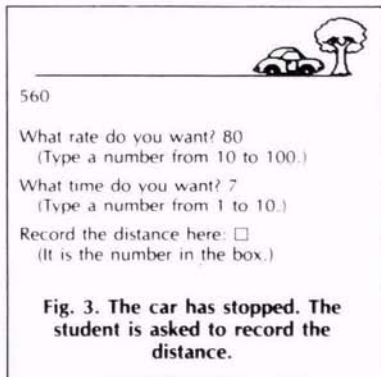 560
What rate do you want? 80
(Type a number from 10 to 100.)
What time do you want? 7
(Type a number from 1 to 10.)
Record the distance here: □
(It is the number in the box.)
Fig. 3. The car has stopped. The
student is asked to record the
distance.